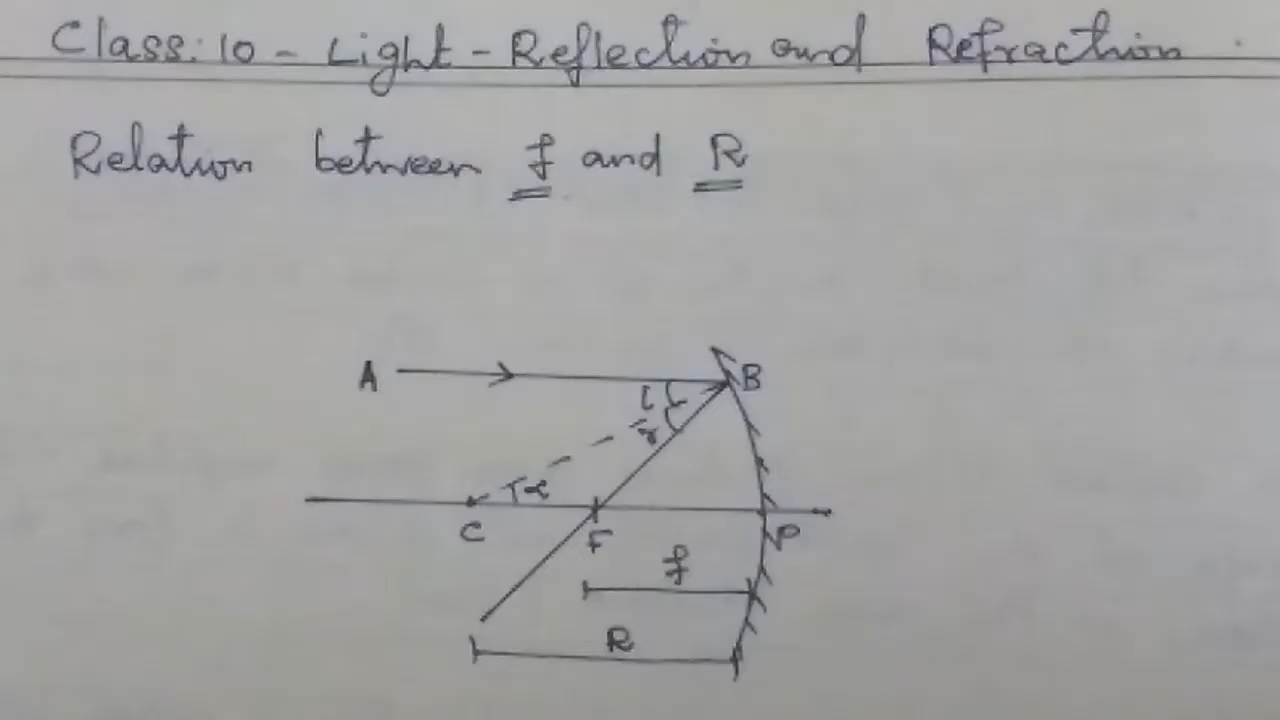 Class: 10 - Light - Reflection and Refraction.
Relation between f and R
A
B
i
r
α
C
F
P
f
R